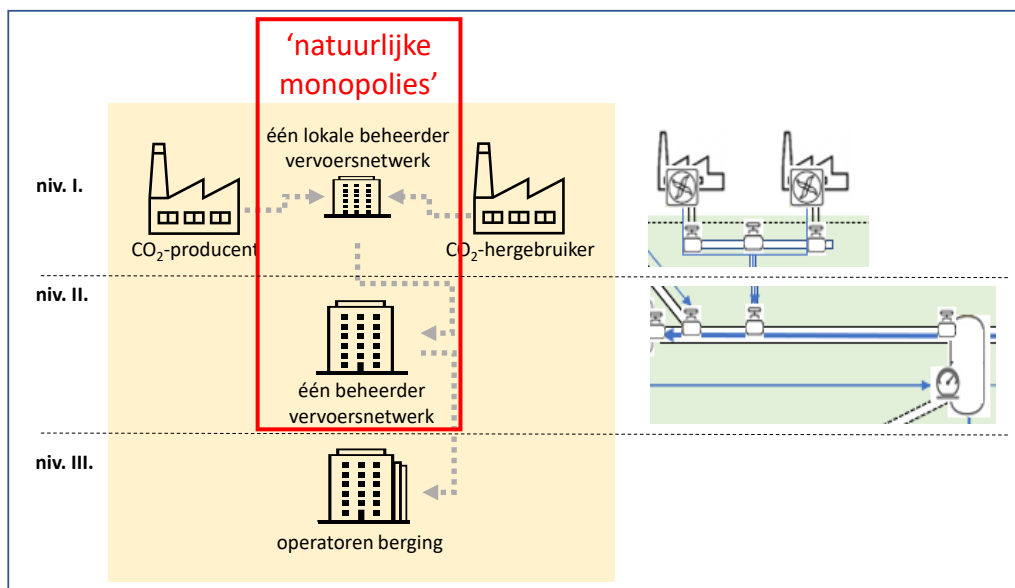 ‘natuurlijke
monopolies’
één lokale beheerder
vervoersnetwerk
niv. I.
CO₂-producent
CO₂-hergebruiker
niv. II.
één beheerder
vervoersnetwerk
niv. III.
operatoren berging